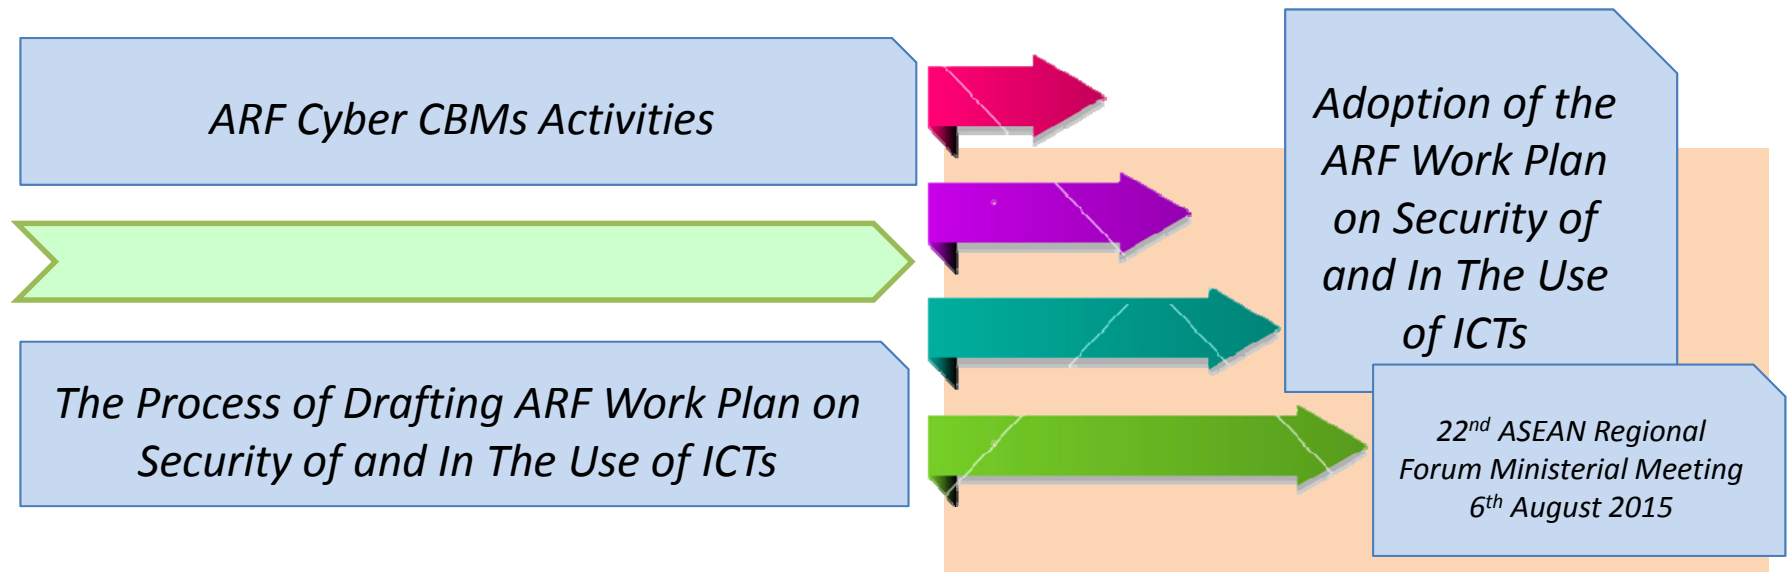 ARF Cyber CBMs Activities
The Process of Drafting ARF Work Plan on
Security of and In The Use of ICTs
Adoption of the
ARF Work Plan
on Security of
and In The Use
of ICTs
22nd ASEAN Regional
Forum Ministerial Meeting
6th August 2015